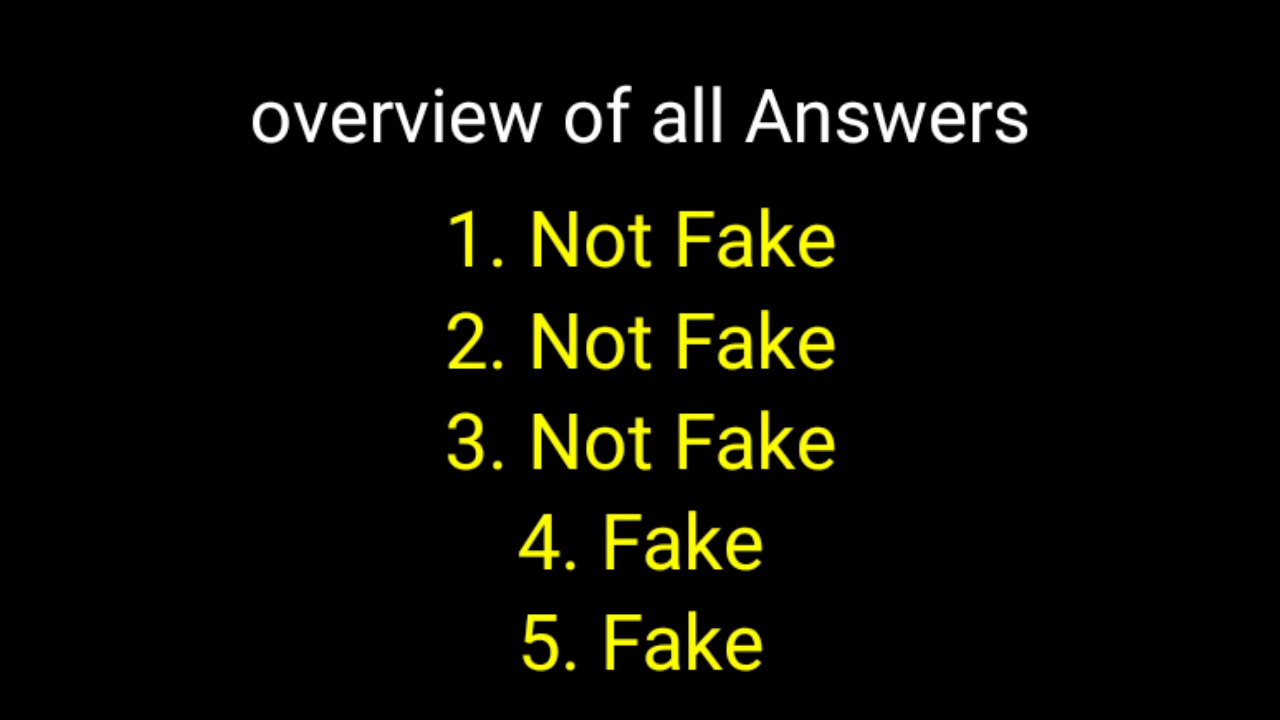 overview of all Answers
1. Not Fake
2. Not Fake
3. Not Fake
4. Fake
5. Fake